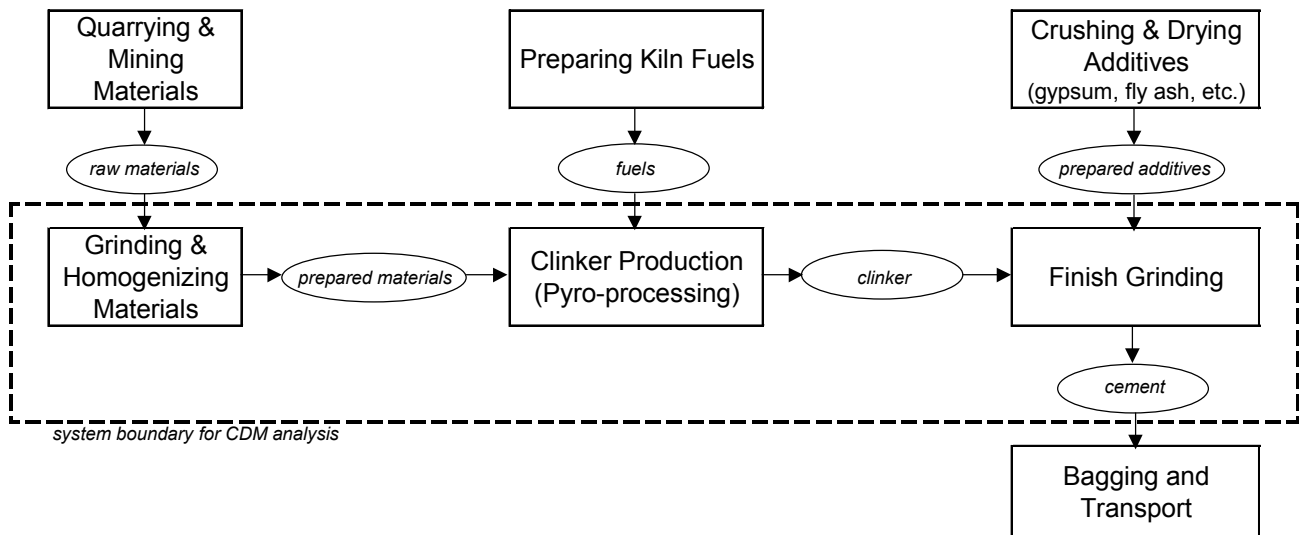 Quarrying &
Mining
Materials
Preparing Kiln Fuels
Crushing & Drying
Additives
(gypsum, fly ash, etc.)
raw materials
fuels
prepared additives
Grinding &
Homogenizing
Materials
prepared materials
Clinker Production
(Pyro-processing)
clinker
Finish Grinding
cement
system boundary for CDM analysis
Bagging and
Transport